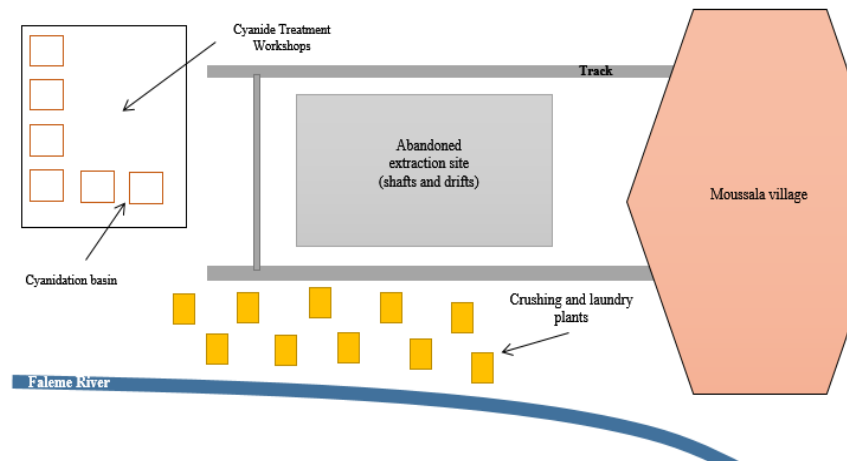 Cyanide Treatment
Workshops
Track
Abandoned
extraction site
(shafts and drifts)
Moussala village
Cyanidation basin
Crushing and laundry
plants
Faleme River